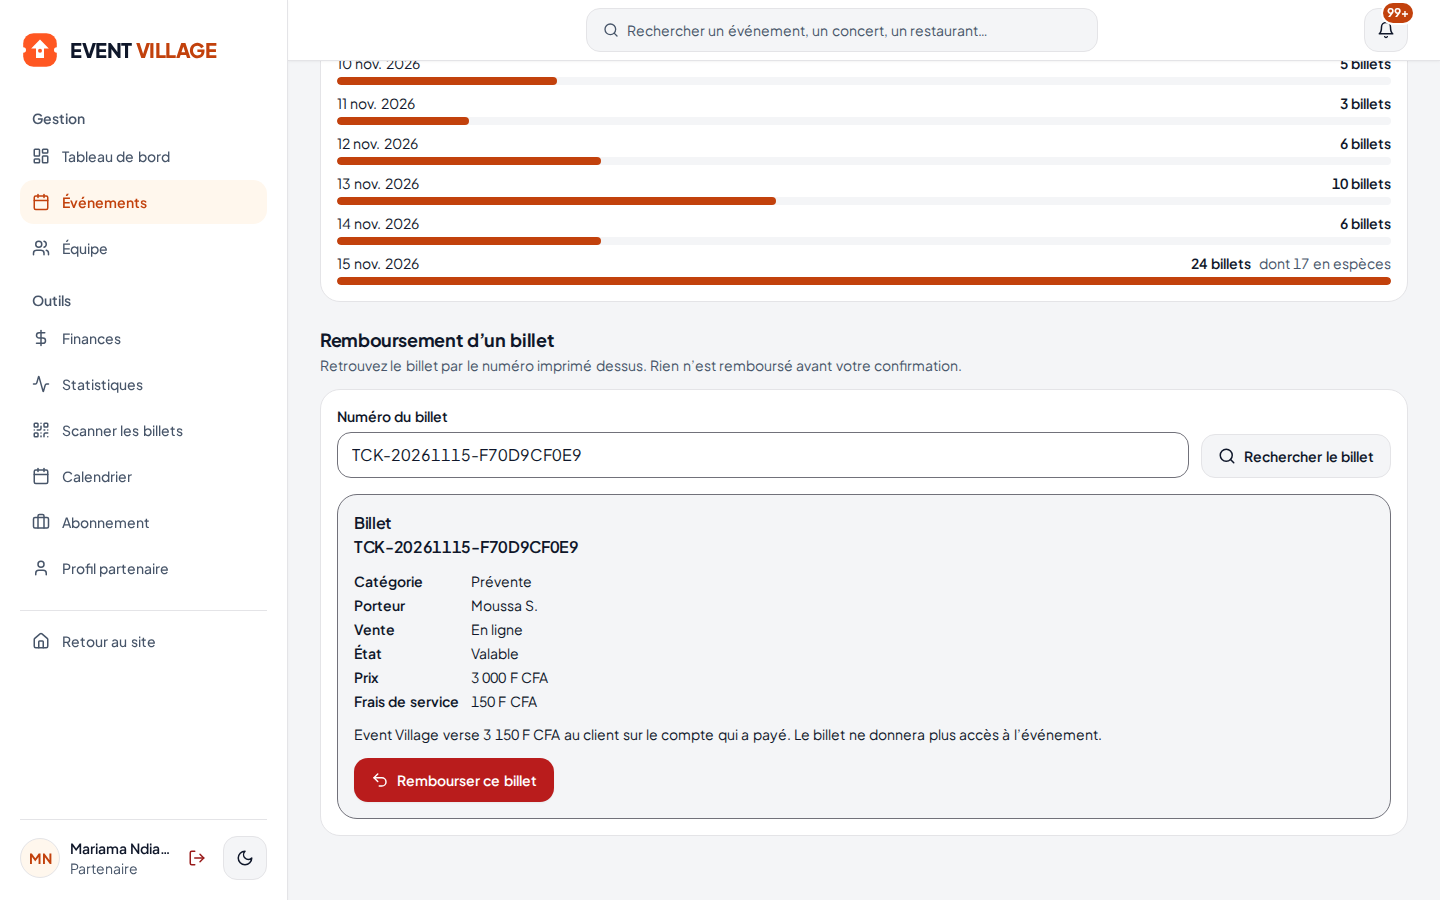 EVENT VILLAGE
Rechercher un événement, un concert, un restaurant…
99+
Gestion
Tableau de bord
Événements
Équipe
Outils
Finances
Statistiques
Scanner les billets
Calendrier
Abonnement
Profil partenaire
Retour au site
MN
Mariama Ndia…
Partenaire
10 nov. 2026 5 billets
11 nov. 2026 3 billets
12 nov. 2026 6 billets
13 nov. 2026 10 billets
14 nov. 2026 6 billets
15 nov. 2026 24 billets dont 17 en espèces
Remboursement d’un billet
Retrouvez le billet par le numéro imprimé dessus. Rien n’est remboursé avant votre confirmation.
Numéro du billet
TCK-20261115-F70D9CF0E9
Rechercher le billet
Billet
TCK-20261115-F70D9CF0E9
Catégorie Prévente
Porteur Moussa S.
Vente En ligne
État Valable
Prix 3 000 F CFA
Frais de service 150 F CFA
Event Village verse 3 150 F CFA au client sur le compte qui a payé. Le billet ne donnera plus accès à l’événement.
Rembourser ce billet